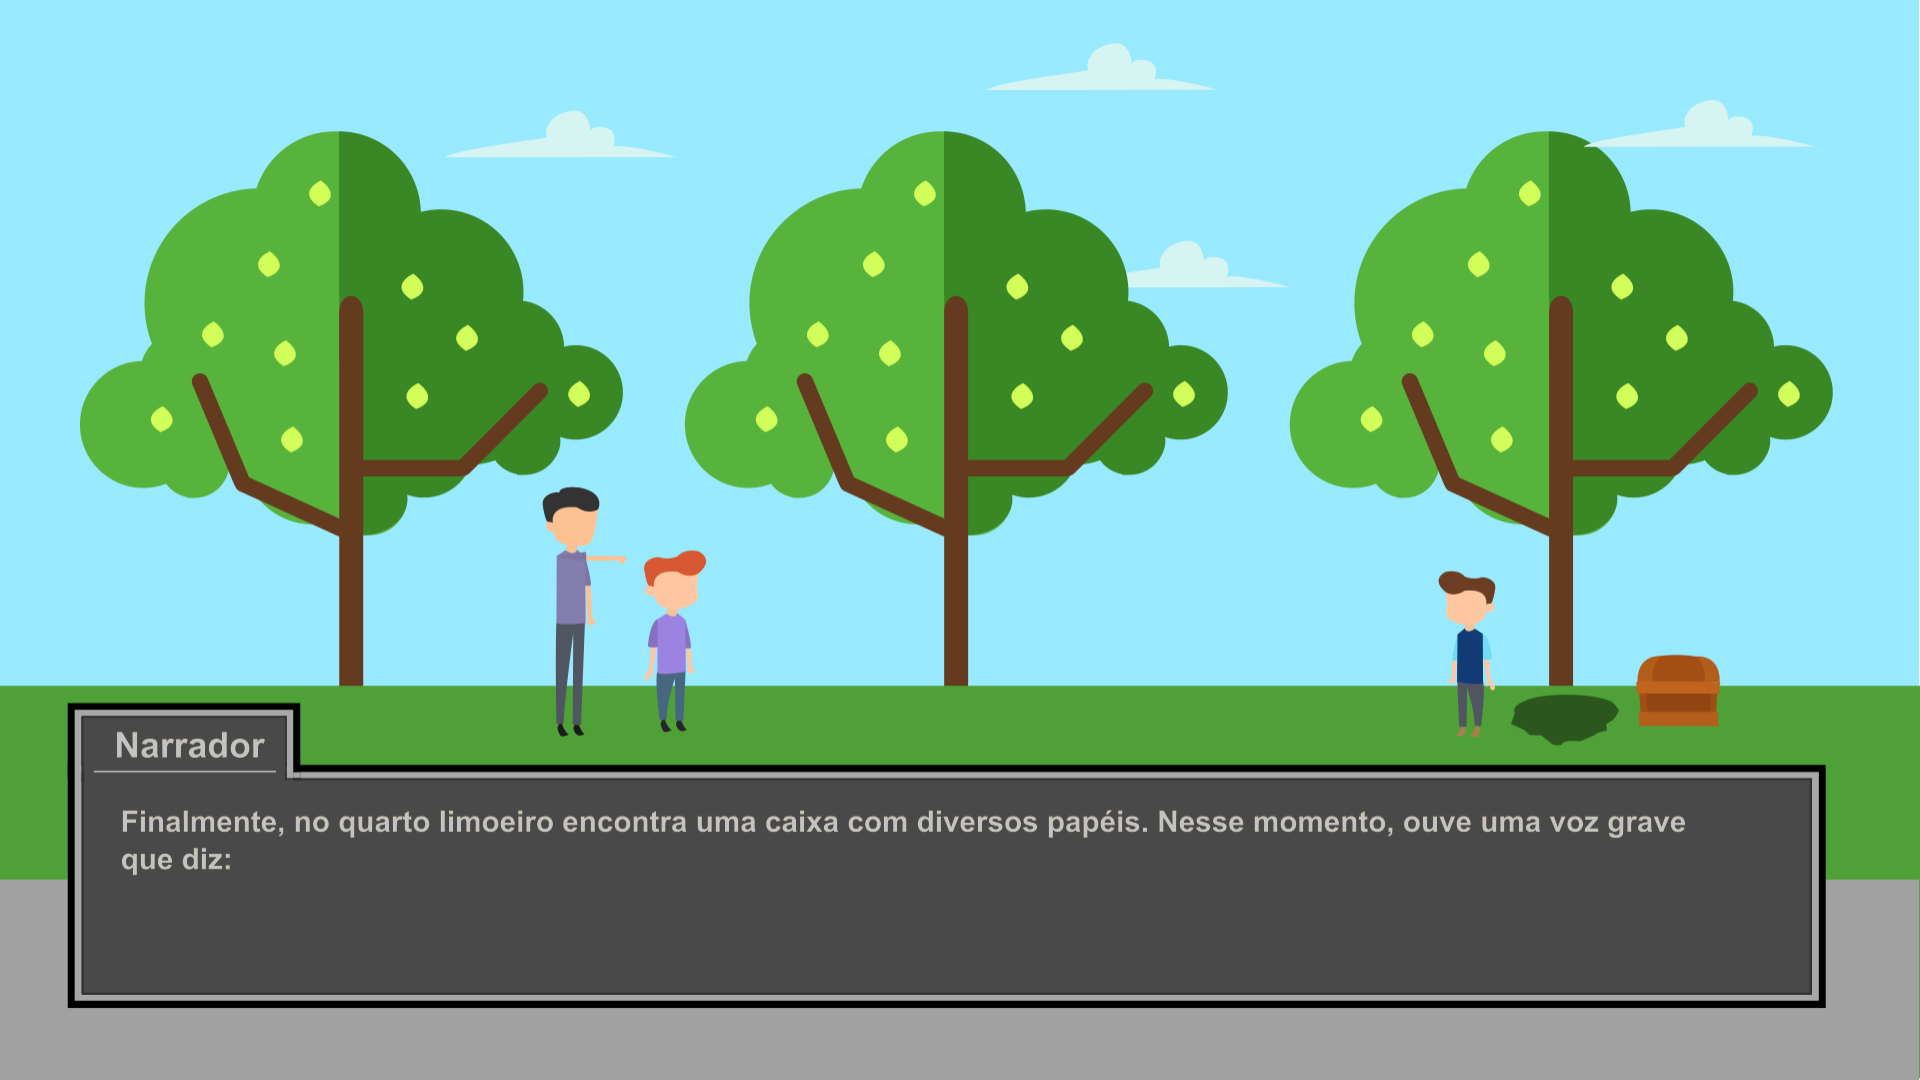 Narrador
Finalmente, no quarto limoeiro encontra uma caixa com diversos papéis. Nesse momento, ouve uma voz grave
que diz: